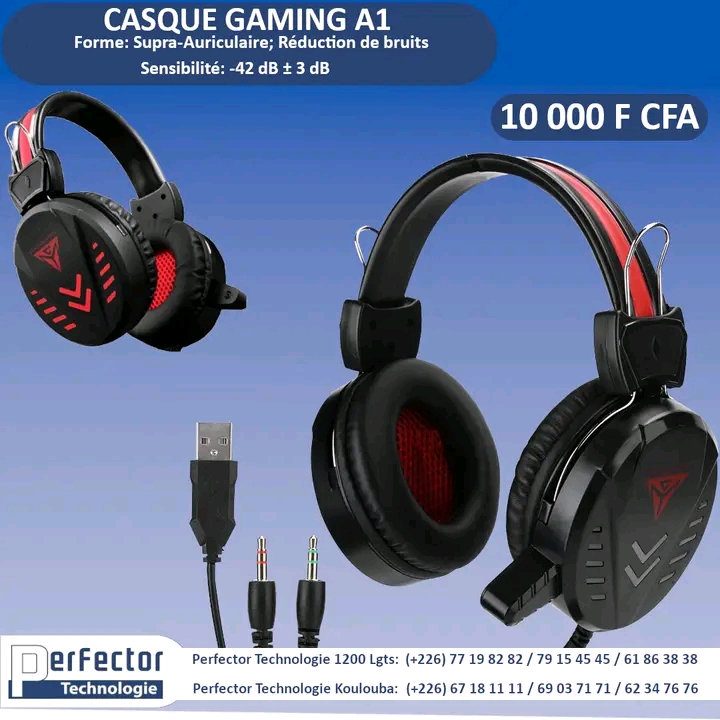 CASQUE GAMING A1
Forme: Supra-Auriculaire; Réduction de bruits
Sensibilité: -42 dB ± 3 dB
10 000 F CFA
Perfector
Technologie
Perfector Technologie 1200 Lgts: (+226) 77 19 82 82 / 79 15 45 45 / 61 86 38 38
Perfector Technologie Koulouba: (+226) 67 18 11 11 / 69 03 71 71 / 62 34 76 76